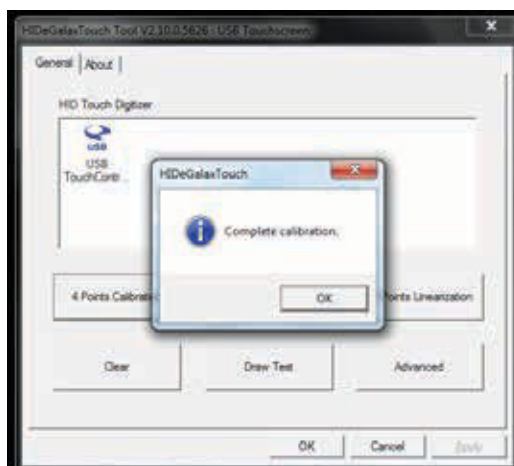 HIDeGalaxTouch Tool V2.10.0.5626 : USB Touchscreen
General About
HID Touch Digitizer
USB
USB
TouchContr...
HIDeGalaxTouch
Complete calibration.
OK
4 Points Calibrati
Points Linearization
Clear Draw Test Advanced
OK Cancel Apply